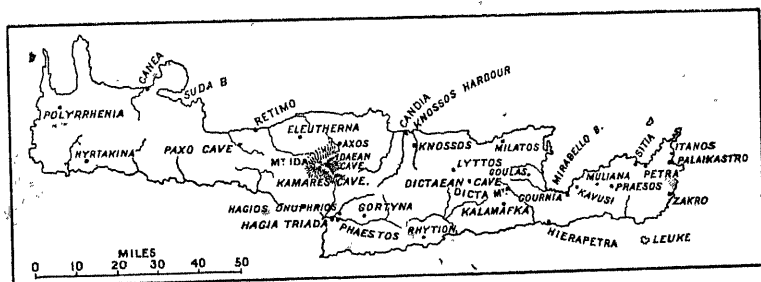 CANEA
SUDA B
POLYRRHENIA
HYRTAKINA
PAXO CAVE
RETIMO
ELEUTHERNA
AXOS
Mt IDA
IDAEAN
CAVE
KAMARES CAVE.
CANDIA
KNOSSOS HARBOUR
KNOSSOS
MILATOS
LYTTOS
GOULAS.
DICTAEAN CAVE
DICTA Mt
MIRABELLO B.
GOURNIA
KAVUSI
MULIANA
PRAESOS
SITIA
PETRA
ITANOS
PALAIKASTRO
ZAKRO
KALAMAFKA
HAGIOS ONUPHRIOS
HAGIA TRIADA
PHAESTOS
GORTYNA
RHYTION
HIERAPETRA
LEUKE
MILES
0 10 20 30 40 50